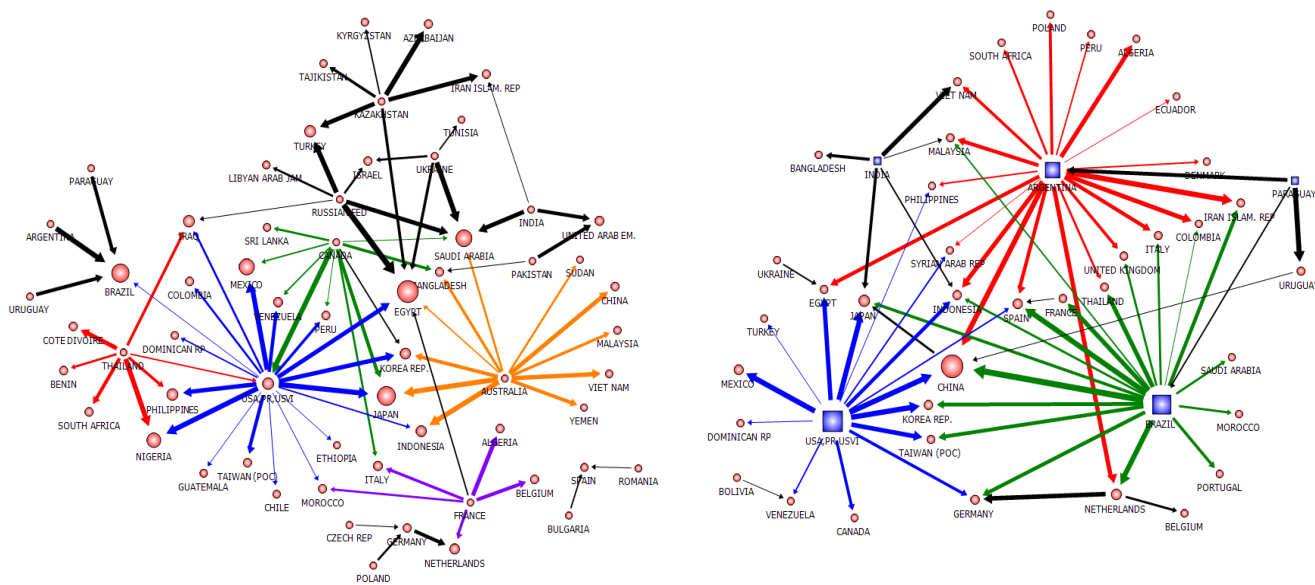 KYRGYZSTAN
AZERBAIJAN
TAJIKISTAN
IRAN ISLAM. REP
KAZAKHSTAN
TUNISIA
TURKEY
UKRAINE
ISRAEL
LIBYAN ARAB JAM
PARAGUAY
RUSSIAN FED
INDIA
ARGENTINA
IRAQ
SRI LANKA
UNITED ARAB EM.
CANADA
SAUDI ARABIA
PAKISTAN
MEXICO
BANGLADESH
SUDAN
BRAZIL
COLOMBIA
EGYPT
CHINA
URUGUAY
VENEZUELA
PERU
COTE DIVOIRE
DOMINICAN RP
MALAYSIA
THAILAND
KOREA REP.
BENIN
USA,PR,USVI
AUSTRALIA
VIET NAM
PHILIPPINES
JAPAN
SOUTH AFRICA
YEMEN
NIGERIA
INDONESIA
ALGERIA
ETHIOPIA
TAIWAN (POC)
ITALY
GUATEMALA
SPAIN
ROMANIA
BELGIUM
CHILE
MOROCCO
FRANCE
BULGARIA
CZECH REP
GERMANY
NETHERLANDS
POLAND
POLAND
PERU
SOUTH AFRICA
ALGERIA
VIET NAM
ECUADOR
MALAYSIA
BANGLADESH
INDIA
DENMARK
ARGENTINA
PARAGUAY
PHILIPPINES
IRAN ISLAM. REP
COLOMBIA
ITALY
SYRIAN ARAB REP
UNITED KINGDOM
UKRAINE
URUGUAY
EGYPT
JAPAN
INDONESIA
THAILAND
FRANCE
SPAIN
TURKEY
SAUDI ARABIA
MEXICO
CHINA
KOREA REP.
BRAZIL
MOROCCO
DOMINICAN RP
USA,PR,USVI
TAIWAN (POC)
PORTUGAL
BOLIVIA
VENEZUELA
GERMANY
NETHERLANDS
CANADA
BELGIUM